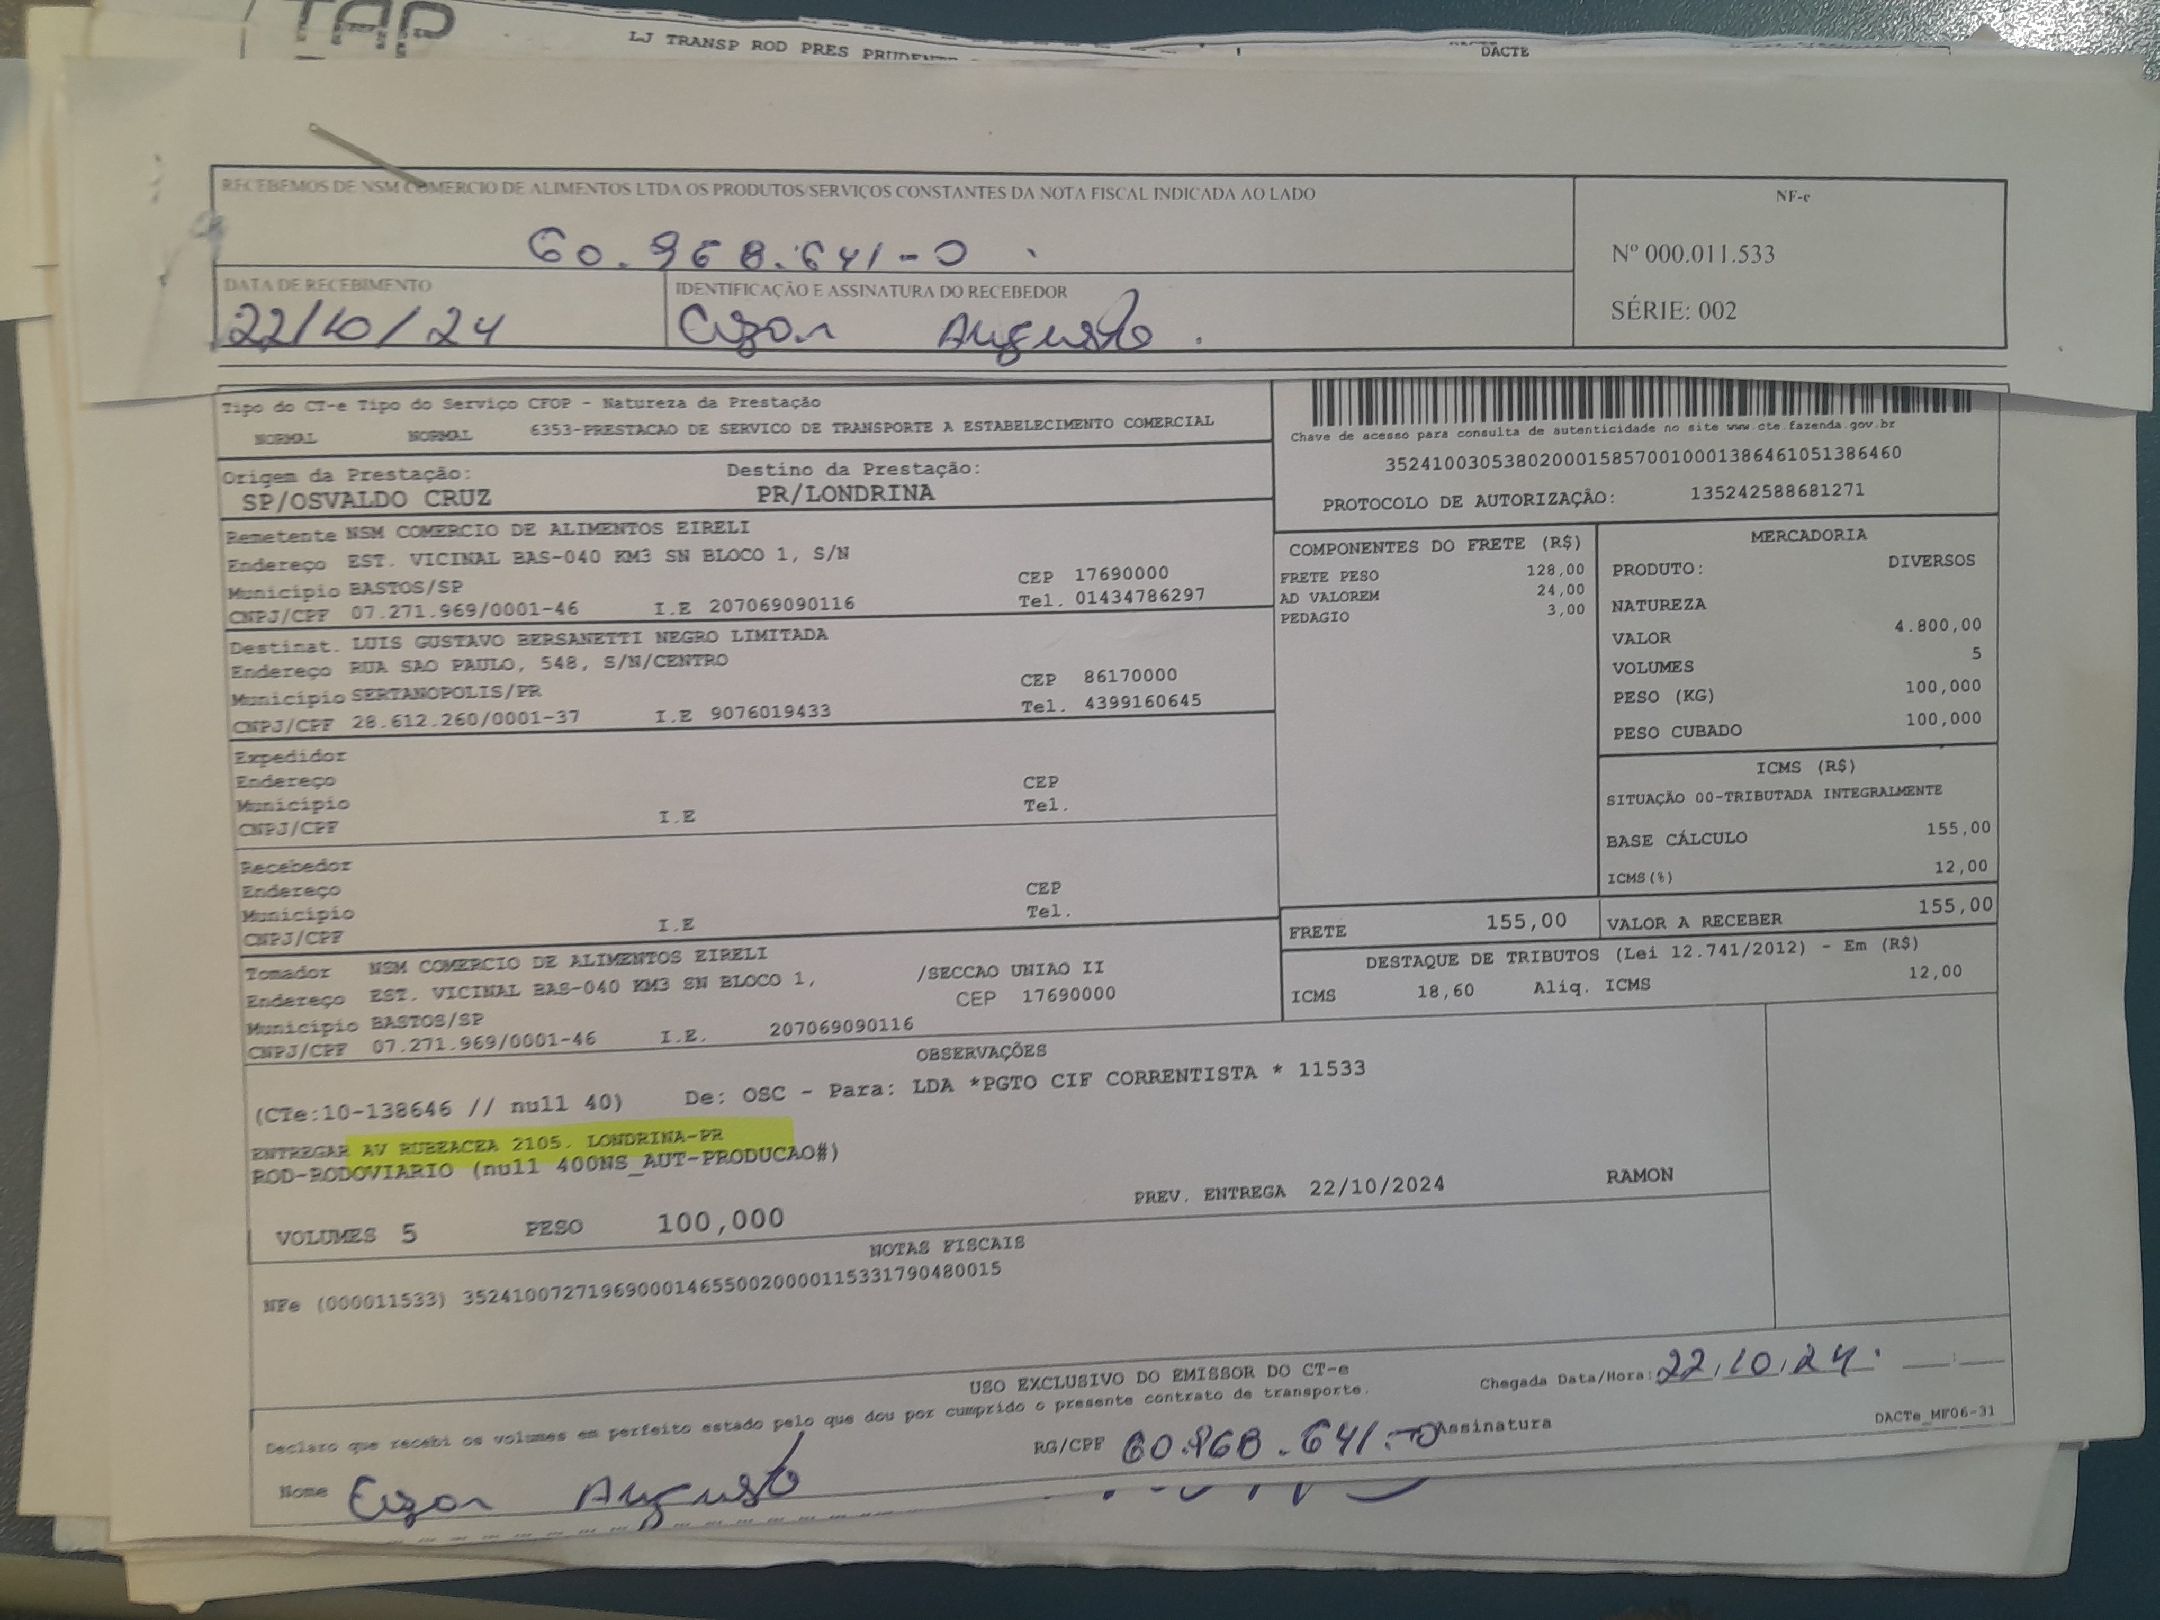 TAP
LJ TRANSP ROD PRES PRUDENTE
DACTE
RECEBEMOS DE NSM COMERCIO DE ALIMENTOS LTDA OS PRODUTOS/SERVIÇOS CONSTANTES DA NOTA FISCAL INDICADA AO LADO
NF-e
60.968.641-0
Nº 000.011.533
DATA DE RECEBIMENTO
IDENTIFICAÇÃO E ASSINATURA DO RECEBEDOR
22/10/24
Augusto
SÉRIE: 002
Tipo do CT-e Tipo do Serviço CFOP - Natureza da Prestação
NORMAL NORMAL 6353-PRESTACAO DE SERVICO DE TRANSPORTE A ESTABELECIMENTO COMERCIAL
Chave de acesso para consulta de autenticidade no site www.cte.fazenda.gov.br
35241003053802000158570010001386461051386460
PROTOCOLO DE AUTORIZAÇÃO: 135242588681271
Origem da Prestação: Destino da Prestação:
SP/OSVALDO CRUZ PR/LONDRINA
Remetente NSM COMERCIO DE ALIMENTOS EIRELI
Endereço EST. VICINAL BAS-040 KM3 SN BLOCO 1, S/N
Município BASTOS/SP CEP 17690000
CNPJ/CPF 07.271.969/0001-46 I.E 207069090116 Tel. 01434786297
Destinat. LUIS GUSTAVO BERSANETTI NEGRO LIMITADA
Endereço RUA SAO PAULO, 548, S/N/CENTRO
Município SERTANOPOLIS/PR CEP 86170000
CNPJ/CPF 28.612.260/0001-37 I.E 9076019433 Tel. 4399160645
Expedidor
Endereço CEP
Município Tel.
CNPJ/CPF I.E
Recebedor
Endereço CEP
Município Tel.
CNPJ/CPF I.E
Tomador NSM COMERCIO DE ALIMENTOS EIRELI
Endereço EST. VICINAL BAS-040 KM3 SN BLOCO 1, /SECCAO UNIAO II
Município BASTOS/SP CEP 17690000
CNPJ/CPF 07.271.969/0001-46 I.E. 207069090116
COMPONENTES DO FRETE (R$)
FRETE PESO 128,00
AD VALOREM 24,00
PEDAGIO 3,00
MERCADORIA
PRODUTO: DIVERSOS
NATUREZA
VALOR 4.800,00
VOLUMES 5
PESO (KG) 100,000
PESO CUBADO 100,000
ICMS (R$)
SITUAÇÃO 00-TRIBUTADA INTEGRALMENTE
BASE CÁLCULO 155,00
ICMS(%) 12,00
FRETE 155,00 VALOR A RECEBER 155,00
DESTAQUE DE TRIBUTOS (Lei 12.741/2012) - Em (R$)
ICMS 18,60 Aliq. ICMS 12,00
OBSERVAÇÕES
(CTe:10-138646 // null 40) De: OSC - Para: LDA *PGTO CIF CORRENTISTA * 11533
ENTREGAR AV RUBEACEA 2105. LONDRINA-PR
ROD-RODOVIARIO (null 400NS_AUT-PRODUCAO#)
PREV. ENTREGA 22/10/2024 RAMON
VOLUMES 5 PESO 100,000
NOTAS FISCAIS
NFe (000011533) 35241007271969000146550020000115331790480015
USO EXCLUSIVO DO EMISSOR DO CT-e
Chegada Data/Hora: 22/10/24
Declaro que recebi os volumes em perfeito estado pelo que dou por cumprido o presente contrato de transporte.
RG/CPF 60.968.641-0 Assinatura
DACTe_MF06-31
Nome Augusto